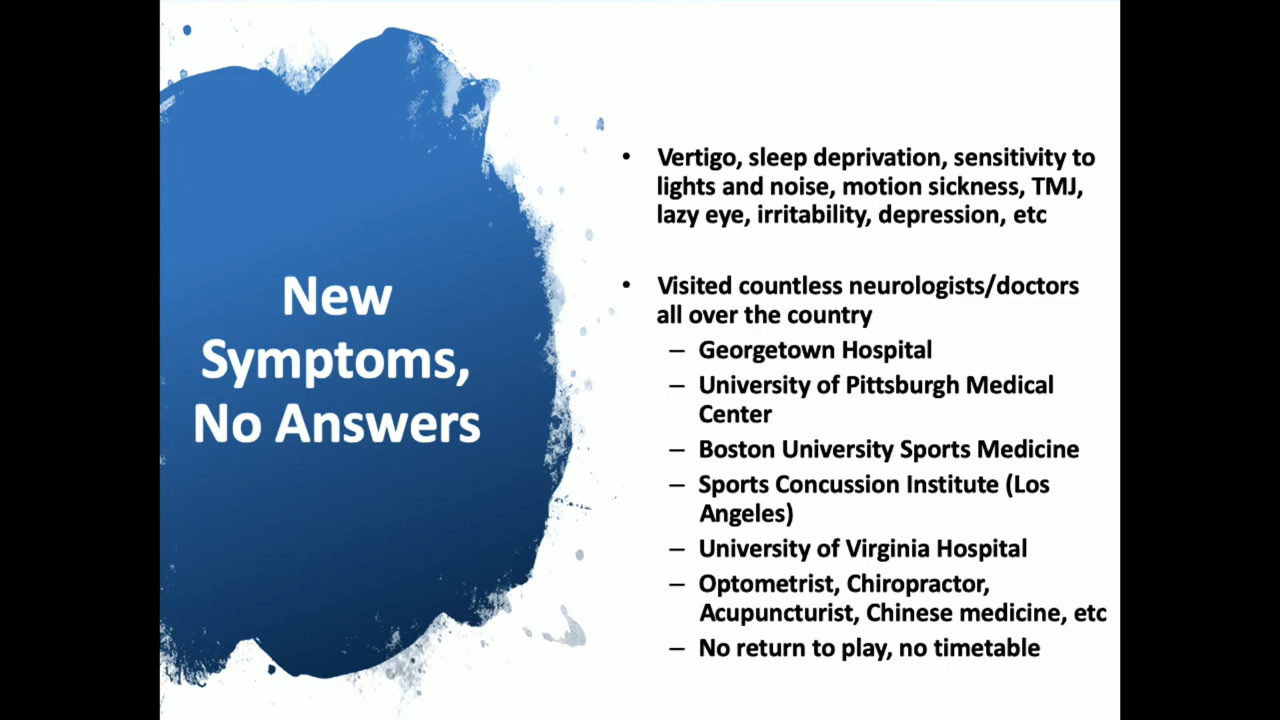 New
Symptoms,
No Answers
• Vertigo, sleep deprivation, sensitivity to
lights and noise, motion sickness, TMJ,
lazy eye, irritability, depression, etc
• Visited countless neurologists/doctors
all over the country
– Georgetown Hospital
– University of Pittsburgh Medical
Center
– Boston University Sports Medicine
– Sports Concussion Institute (Los
Angeles)
– University of Virginia Hospital
– Optometrist, Chiropractor,
Acupuncturist, Chinese medicine, etc
– No return to play, no timetable